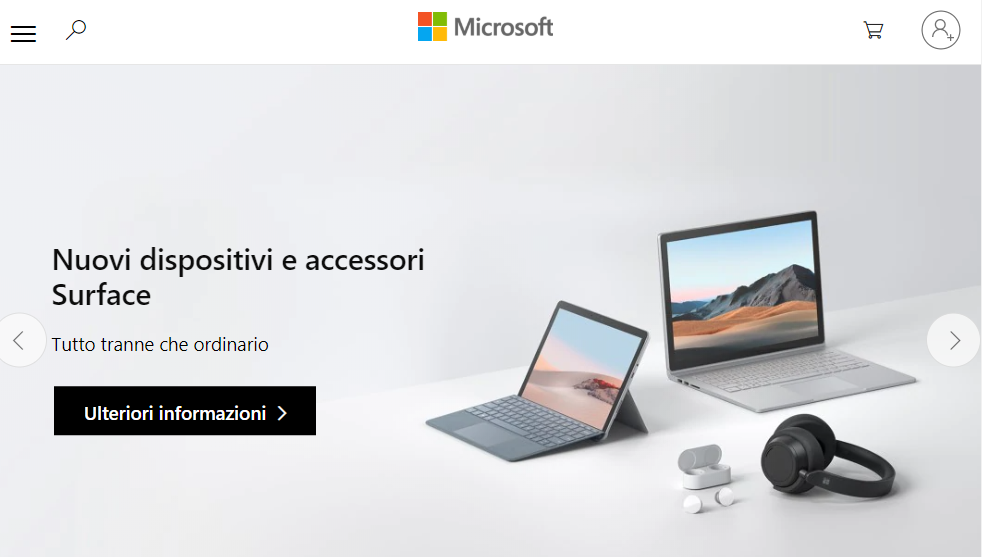 Microsoft
Nuovi dispositivi e accessori
Surface
Tutto tranne che ordinario
Ulteriori informazioni